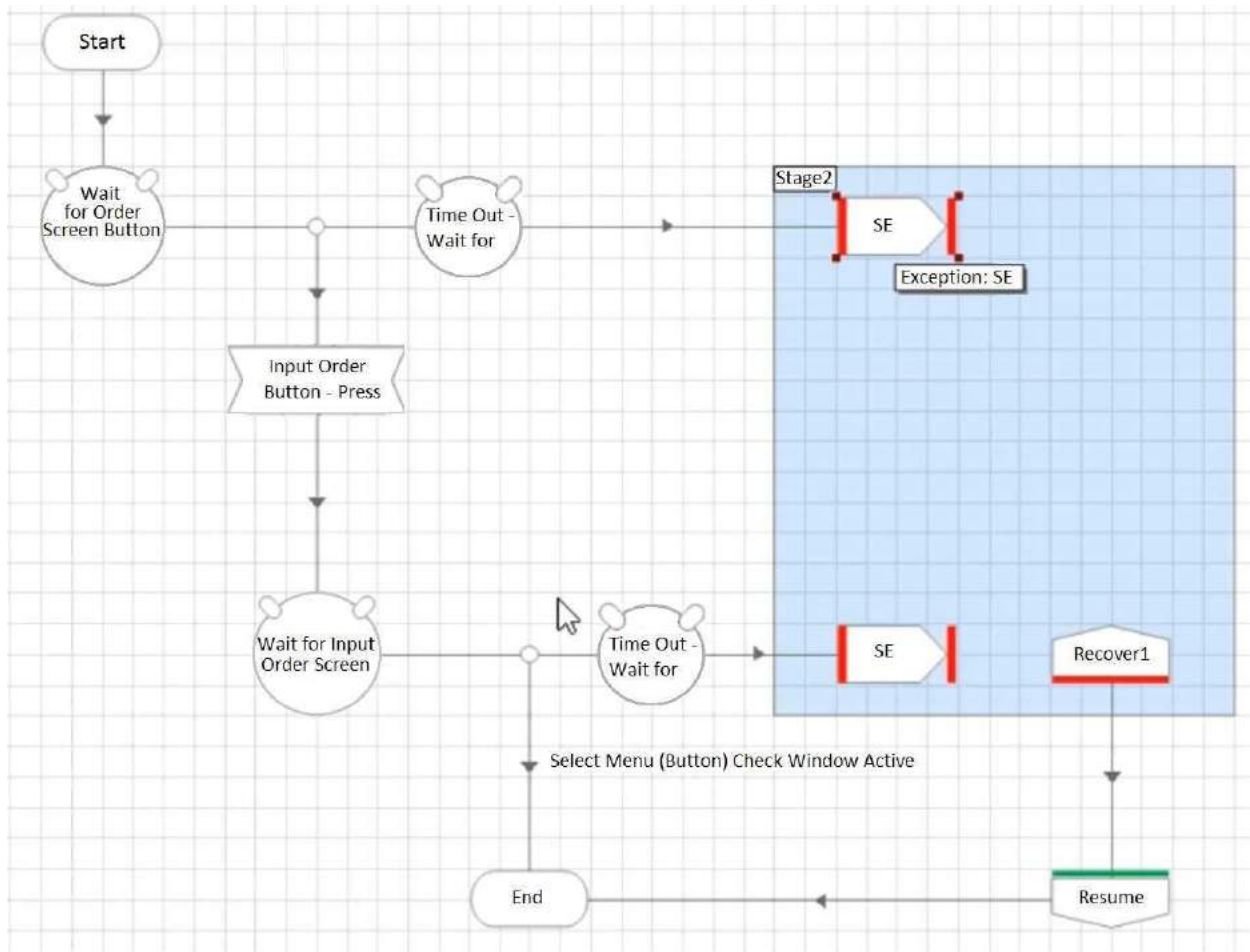 Start
Wait
for Order
Screen Button
Time Out -
Wait for
Stage2
SE
Exception: SE
Input Order
Button - Press
Wait for Input
Order Screen
Time Out -
Wait for
SE
Recover1
Select Menu (Button) Check Window Active
End
Resume